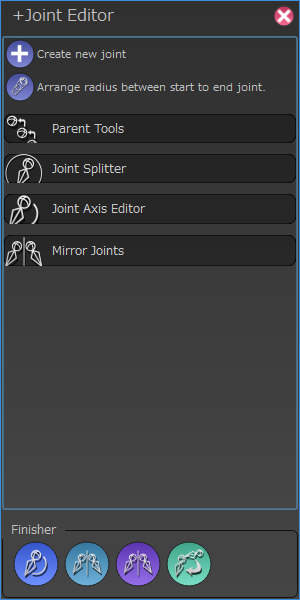 +Joint Editor
Create new joint
Arrange radius between start to end joint.
Parent Tools
Joint Splitter
Joint Axis Editor
Mirror Joints
Finisher